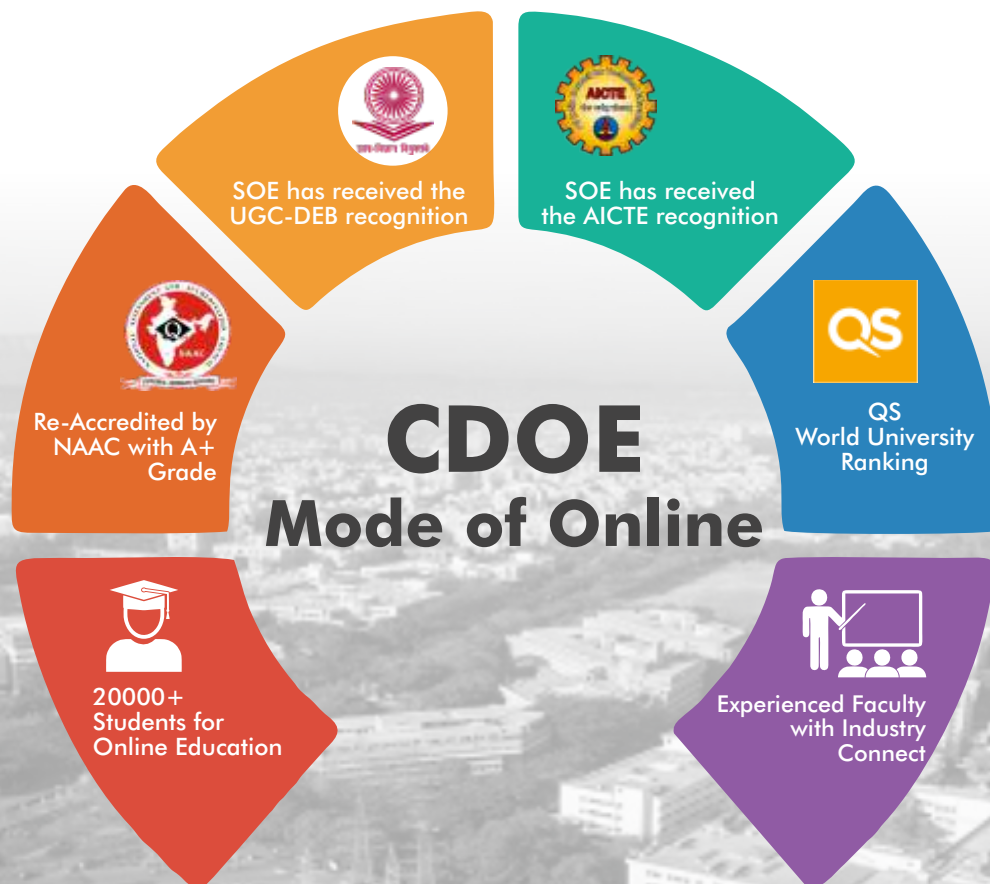 SOE has received the
UGC-DEB recognition
AICTE
SOE has received
the AICTE recognition
Re-Accredited by
NAAC with A+
Grade
Q
NAAC
QS
QS
World University
Ranking
CDOE
Mode of Online
20000+
Students for
Online Education
Experienced Faculty
with Industry
Connect